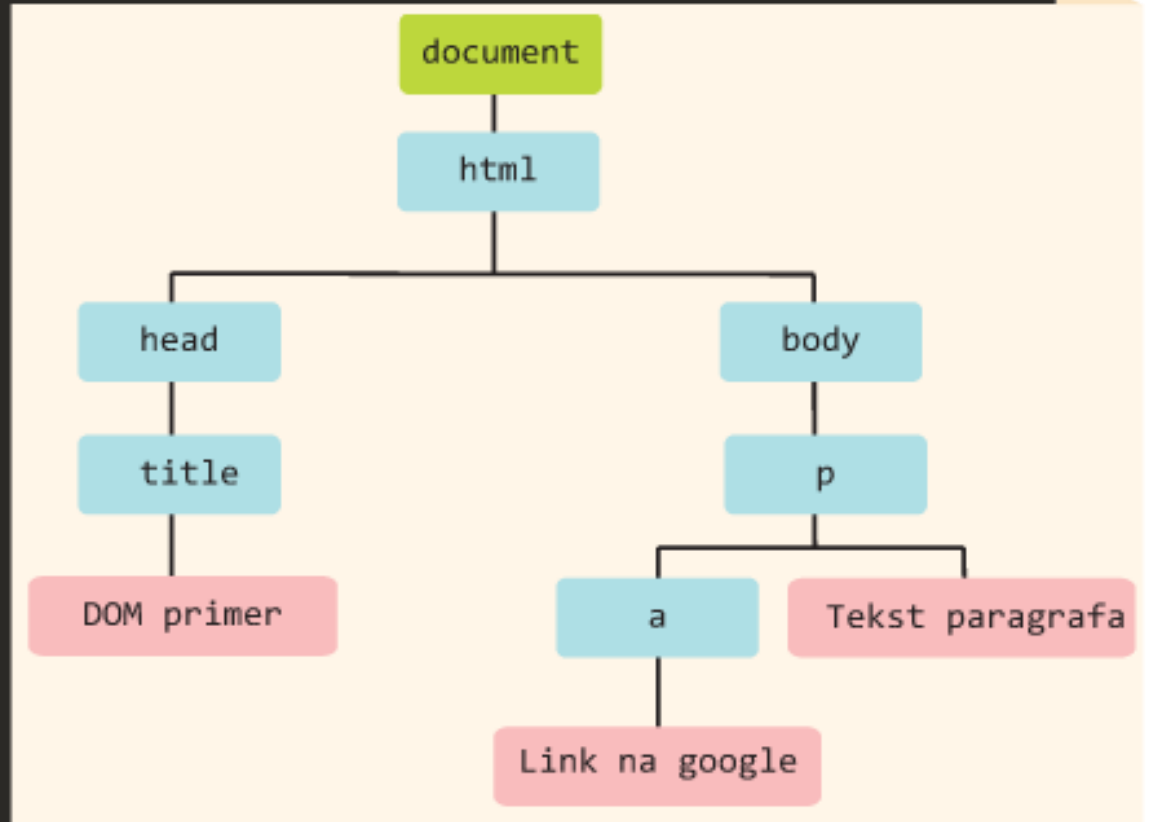 document
html
head
body
title
p
DOM primer
a
Tekst paragrafa
Link na google